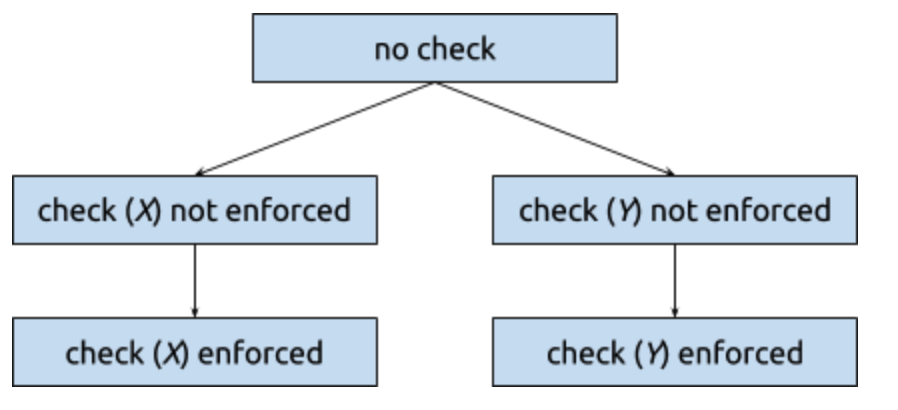 no check
check (X) not enforced
check (Y) not enforced
check (X) enforced
check (Y) enforced